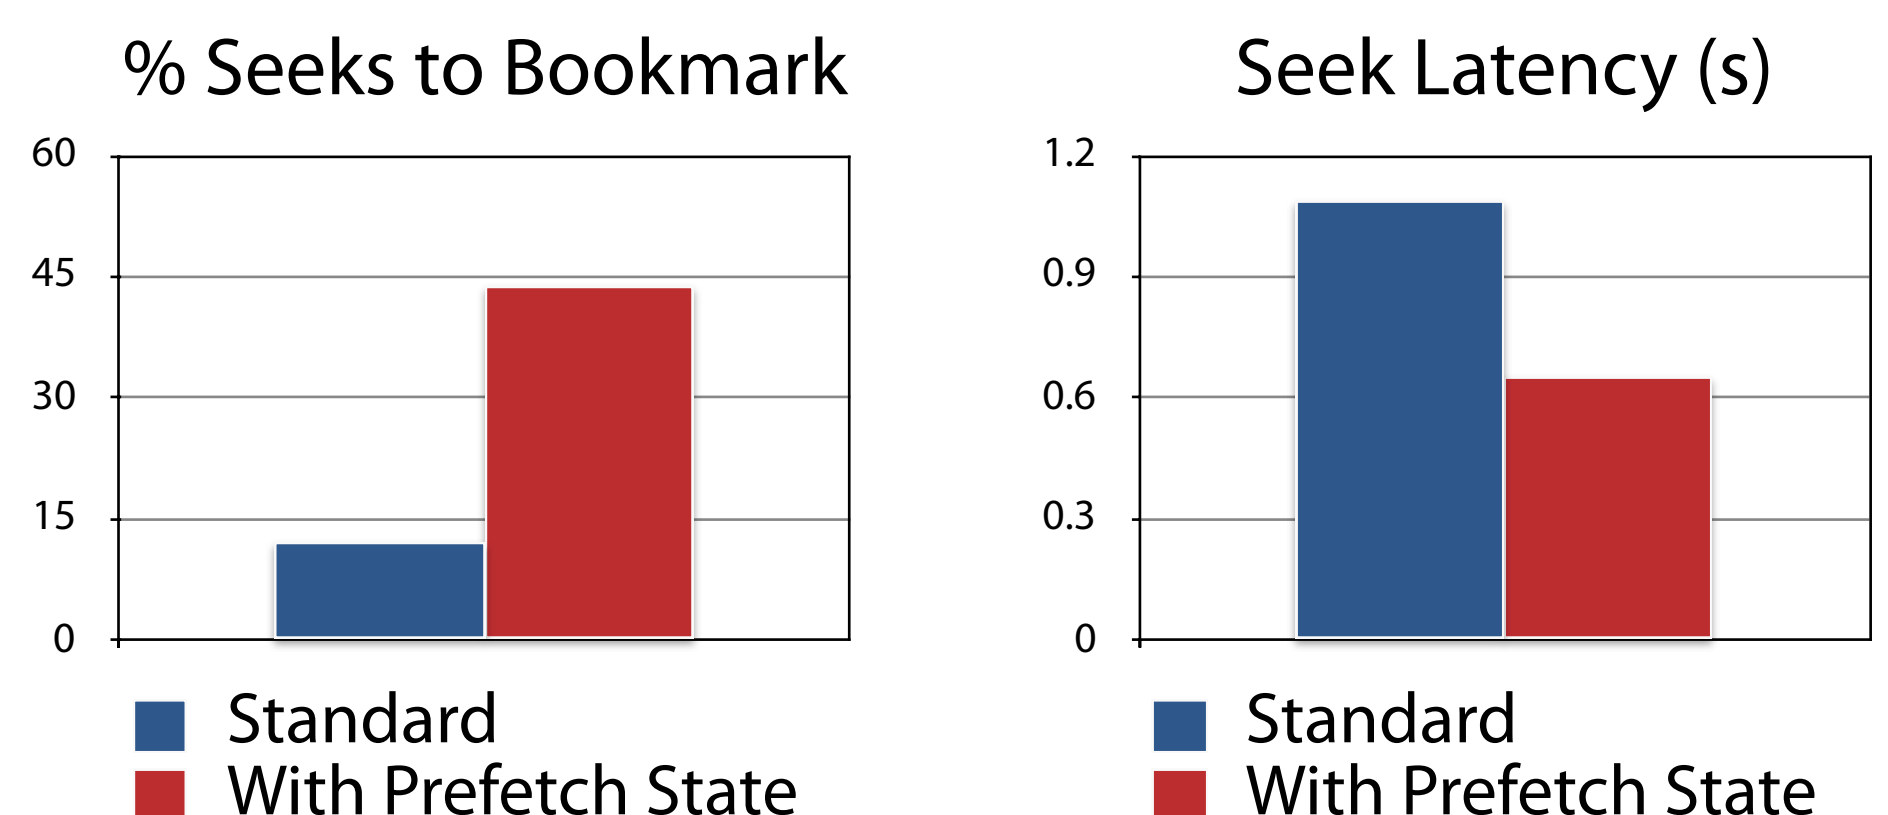 % Seeks to Bookmark
60
45
30
15
0
Standard
With Prefetch State
Seek Latency (s)
1.2
0.9
0.6
0.3
0
Standard
With Prefetch State